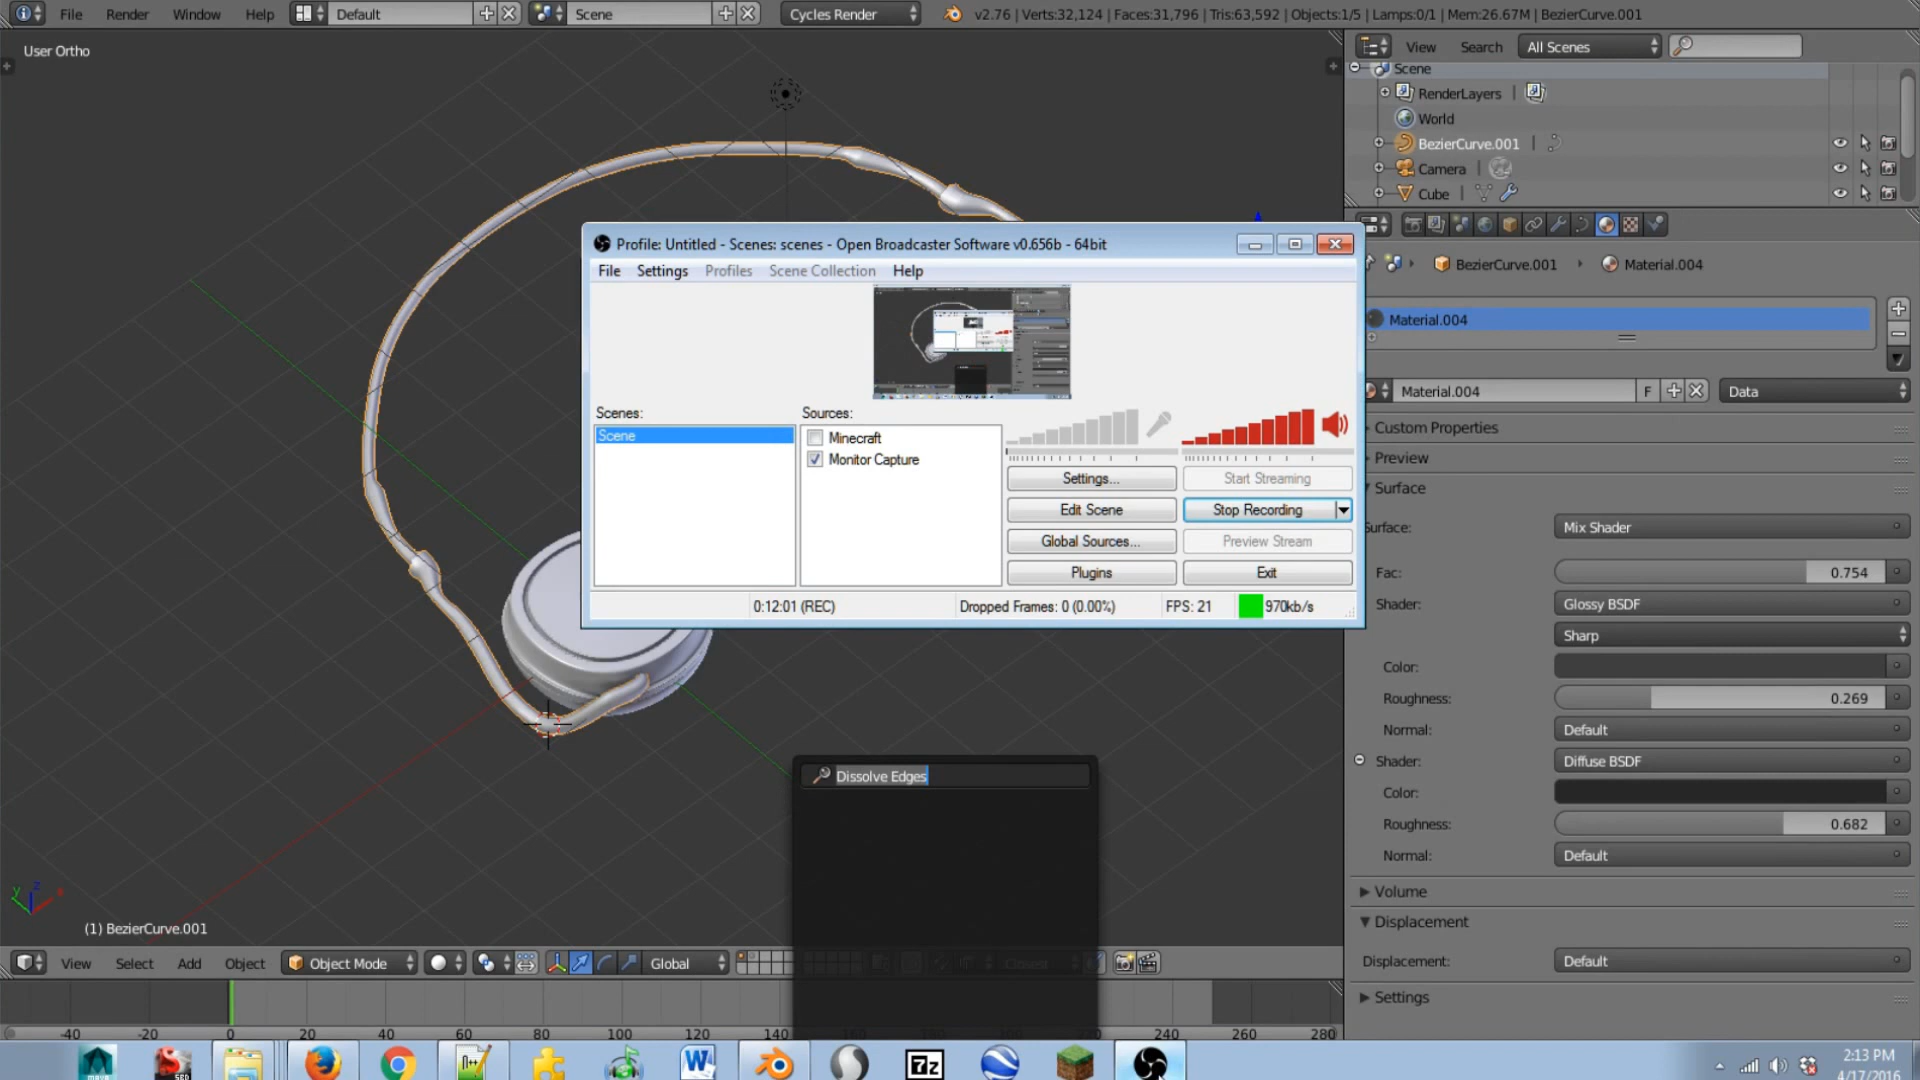 File Render Window Help Default Scene Cycles Render v2.76 | Verts:32,124 | Faces:31,796 | Tris:63,592 | Objects:1/5 | Lamps:0/1 | Mem:26.67M | BezierCurve.001
User Ortho
View Search All Scenes
Scene
RenderLayers
World
BezierCurve.001
Camera
Cube
BezierCurve.001 Material.004
Material.004
Material.004 F Data
Custom Properties
Preview
Surface
Surface: Mix Shader
Fac: 0.754
Shader: Glossy BSDF
Sharp
Color:
Roughness: 0.269
Normal: Default
Shader: Diffuse BSDF
Color:
Roughness: 0.682
Normal: Default
Volume
Displacement
Displacement: Default
Settings
Profile: Untitled - Scenes: scenes - Open Broadcaster Software v0.656b - 64bit
File Settings Profiles Scene Collection Help
Scenes: Sources:
Scene
Minecraft
Monitor Capture
Settings... Start Streaming
Edit Scene Stop Recording
Global Sources... Preview Stream
Plugins Exit
0:12:01 (REC) Dropped Frames: 0 (0.00%) FPS: 21 970kb/s
Dissolve Edges
y z x
(1) BezierCurve.001
View Select Add Object Object Mode Global Closest
-40 -20 0 20 40 60 80 100 120 140 240 260 280
2:13 PM
4/17/2016